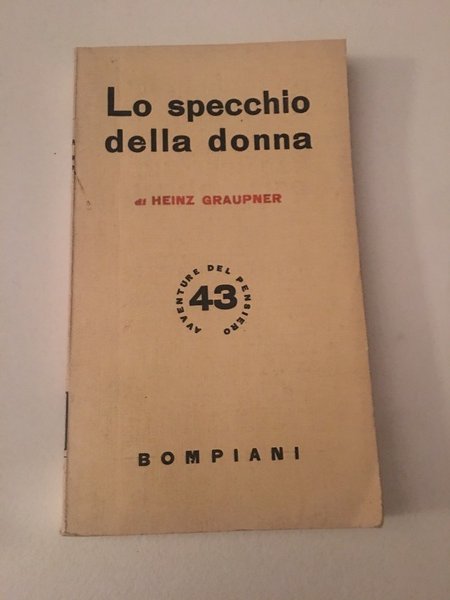 Lo specchio
della donna
di HEINZ GRAUPNER
AVVENTURE DEL PENSIERO
43
BOMPIANI